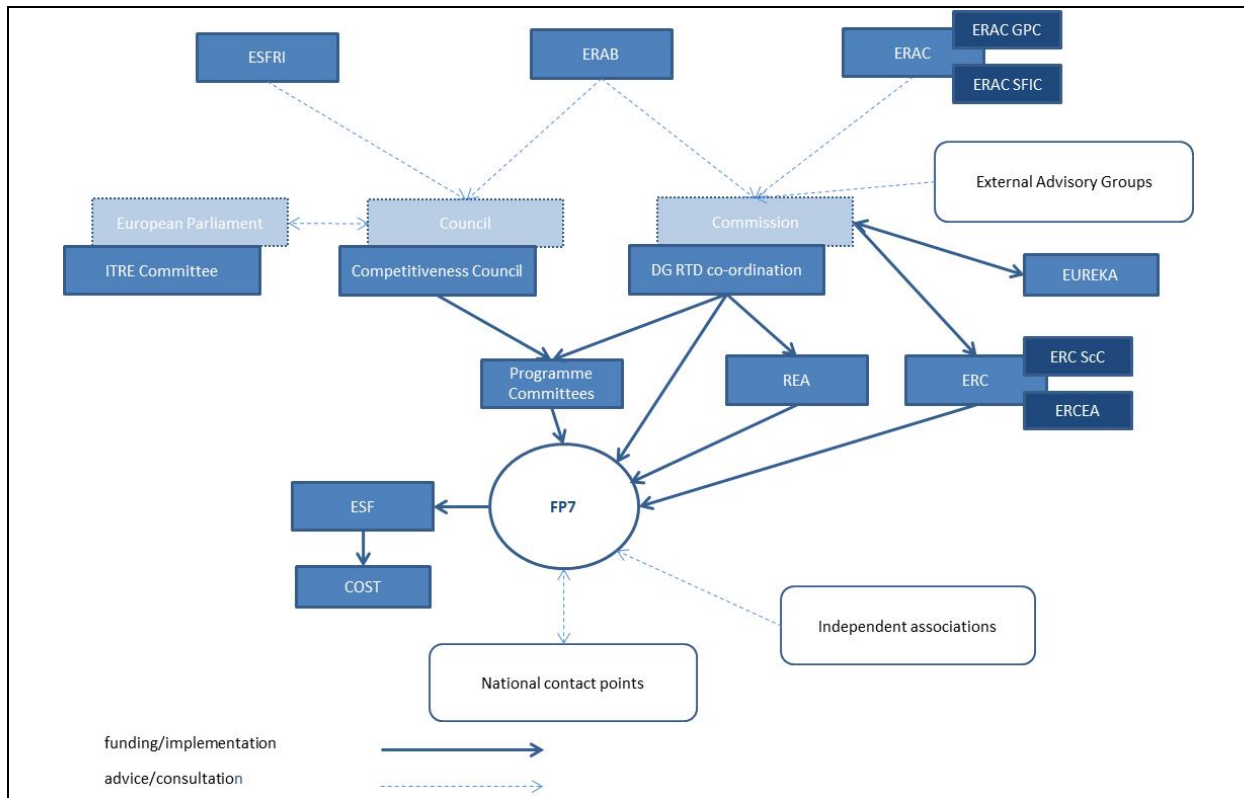 ERAC GPC
ESFRI
ERAB
ERAC
ERAC SFIC
External Advisory Groups
European Parliament
Council
Commission
ITRE Committee
Competitiveness Council
DG RTD co-ordination
EUREKA
Programme
Committees
REA
ERC
ERC ScC
ERCEA
ESF
FP7
COST
Independent associations
National contact points
funding/implementation
advice/consultation